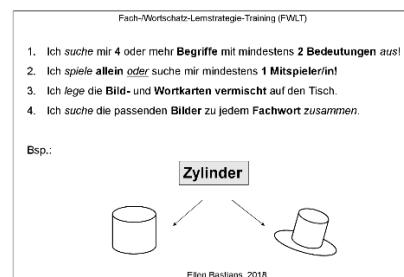 Fach-/Wortschatz-Lernstrategie-Training (FWLT)
1. Ich suche mir 4 oder mehr Begriffe mit mindestens 2 Bedeutungen aus!
2. Ich spiele allein oder suche mir mindestens 1 Mitspieler/in!
3. Ich lege die Bild- und Wortkarten vermischt auf den Tisch.
4. Ich suche die passenden Bilder zu jedem Fachwort zusammen.
Bsp.:
Zylinder
Ellen Bastians, 2018